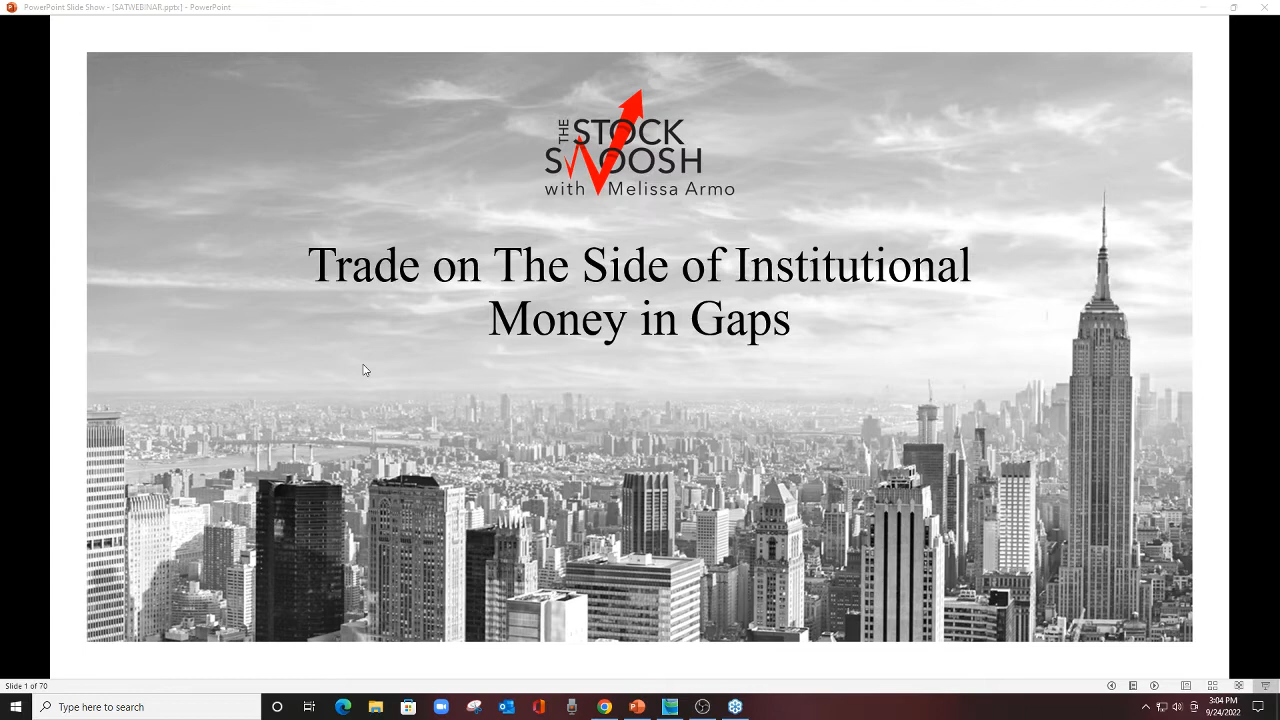 PowerPoint Slide Show - [SATWEBINAR.pptx] - PowerPoint
THE STOCK
SWOOSH
with Melissa Armo
Trade on The Side of Institutional
Money in Gaps
Slide 1 of 70
Type here to search
3:04 PM
9/24/2022